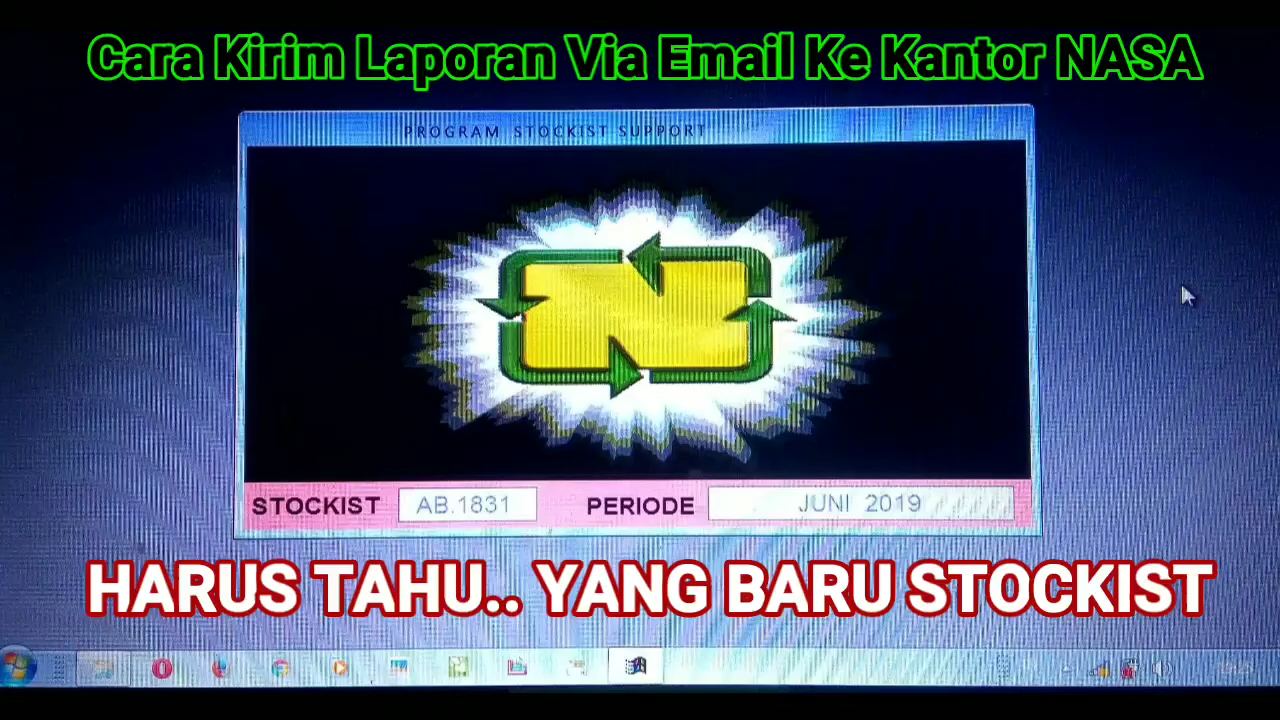 Cara Kirim Laporan Via Email Ke Kantor NASA
PROGRAM STOCKIST SUPPORT
N
STOCKIST AB.1831 PERIODE JUNI 2019
HARUS TAHU.. YANG BARU STOCKIST